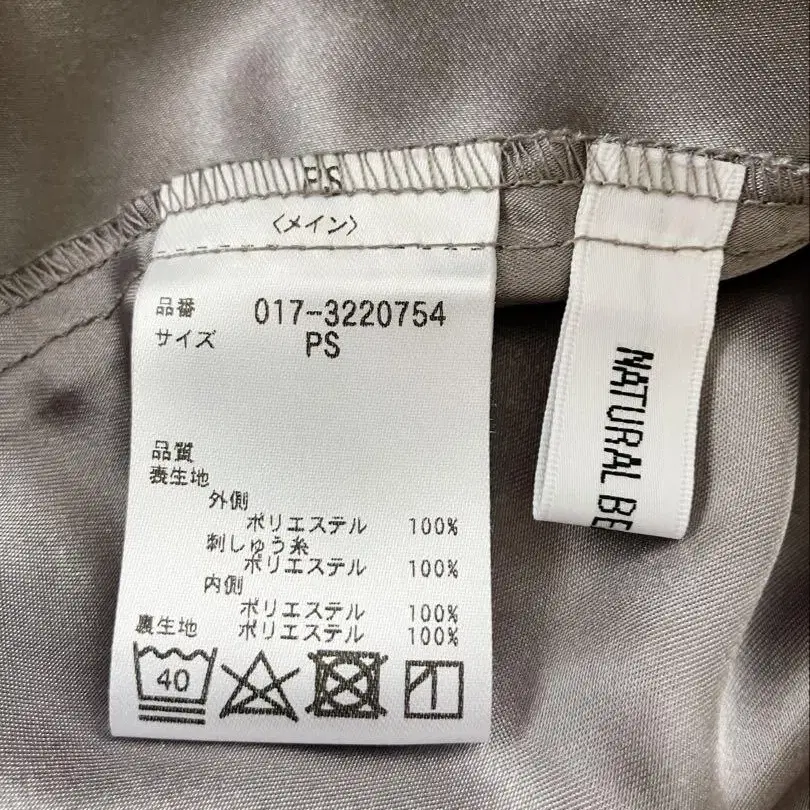 P.S
〈メイン〉
品番 017-3220754
サイズ PS
品質
表生地
外側
ポリエステル 100%
刺しゅう糸
ポリエステル 100%
内側
ポリエステル 100%
裏生地 ポリエステル 100%
40
NATURAL BE